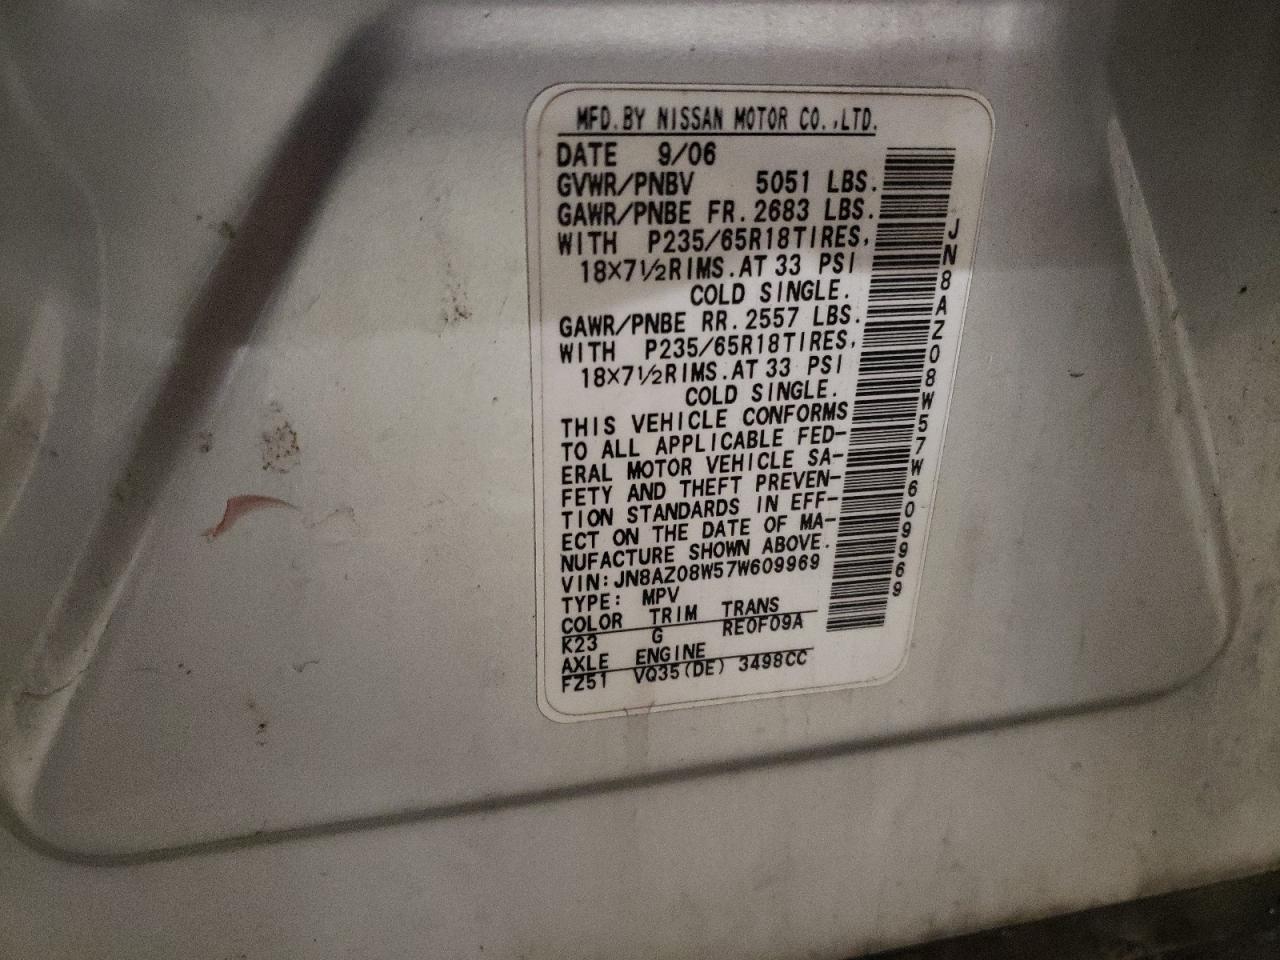 MFD.BY NISSAN MOTOR CO.,LTD.
DATE 9/06
GVWR/PNBV 5051 LBS.
GAWR/PNBE FR. 2683 LBS.
WITH P235/65R18TIRES,
18×7½RIMS.AT 33 PSI
COLD SINGLE.
GAWR/PNBE RR. 2557 LBS.
WITH P235/65R18TIRES,
18×7½RIMS.AT 33 PSI
COLD SINGLE.
THIS VEHICLE CONFORMS
TO ALL APPLICABLE FED-
ERAL MOTOR VEHICLE SA-
FETY AND THEFT PREVEN-
TION STANDARDS IN EFF-
ECT ON THE DATE OF MA-
NUFACTURE SHOWN ABOVE.
VIN:JN8AZ08W57W609969
TYPE: MPV
COLOR TRIM TRANS
K23 G RE0F09A
AXLE ENGINE
FZ51 VQ35(DE) 3498CC
JN8AZ08W57W609969